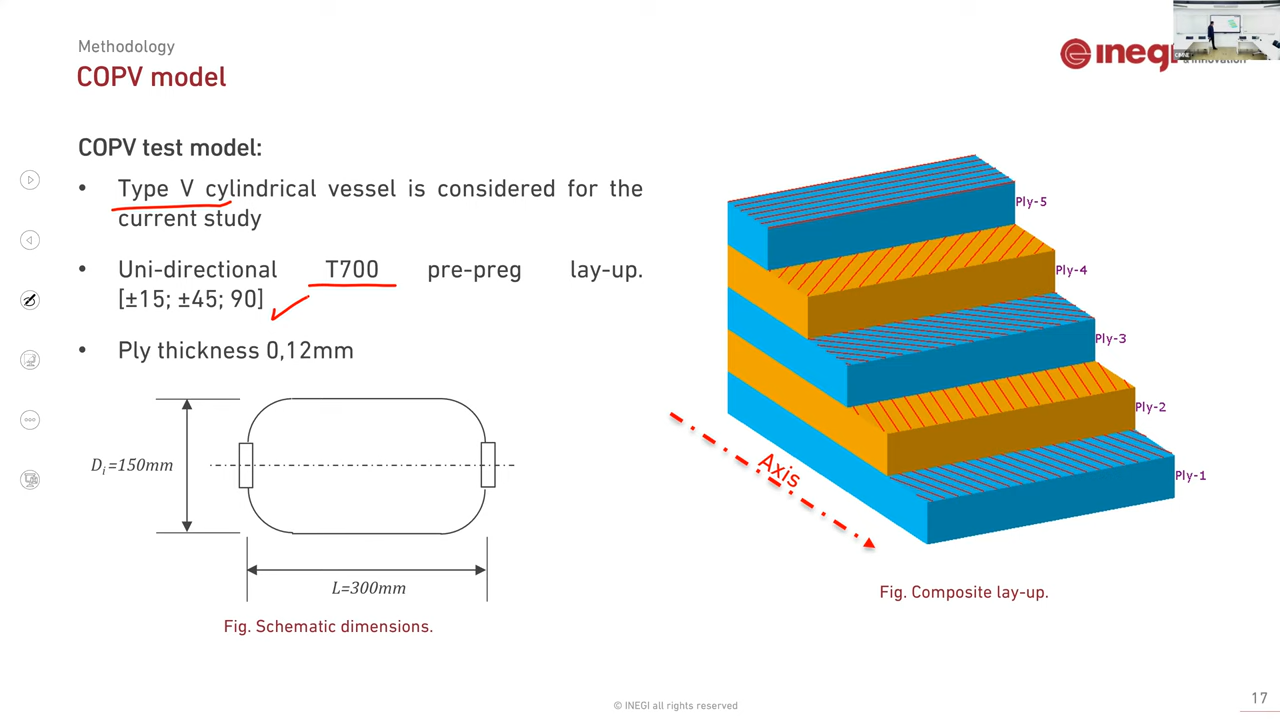 Methodology
COPV model
inegi
COPV test model:
• Type V cylindrical vessel is considered for the
current study
• Uni-directional T700 pre-preg lay-up.
[±15; ±45; 90]
• Ply thickness 0,12mm
Di=150mm
L=300mm
Fig. Schematic dimensions.
Ply-5
Ply-4
Ply-3
Ply-2
Ply-1
Axis
Fig. Composite lay-up.
© INEGI all rights reserved
17